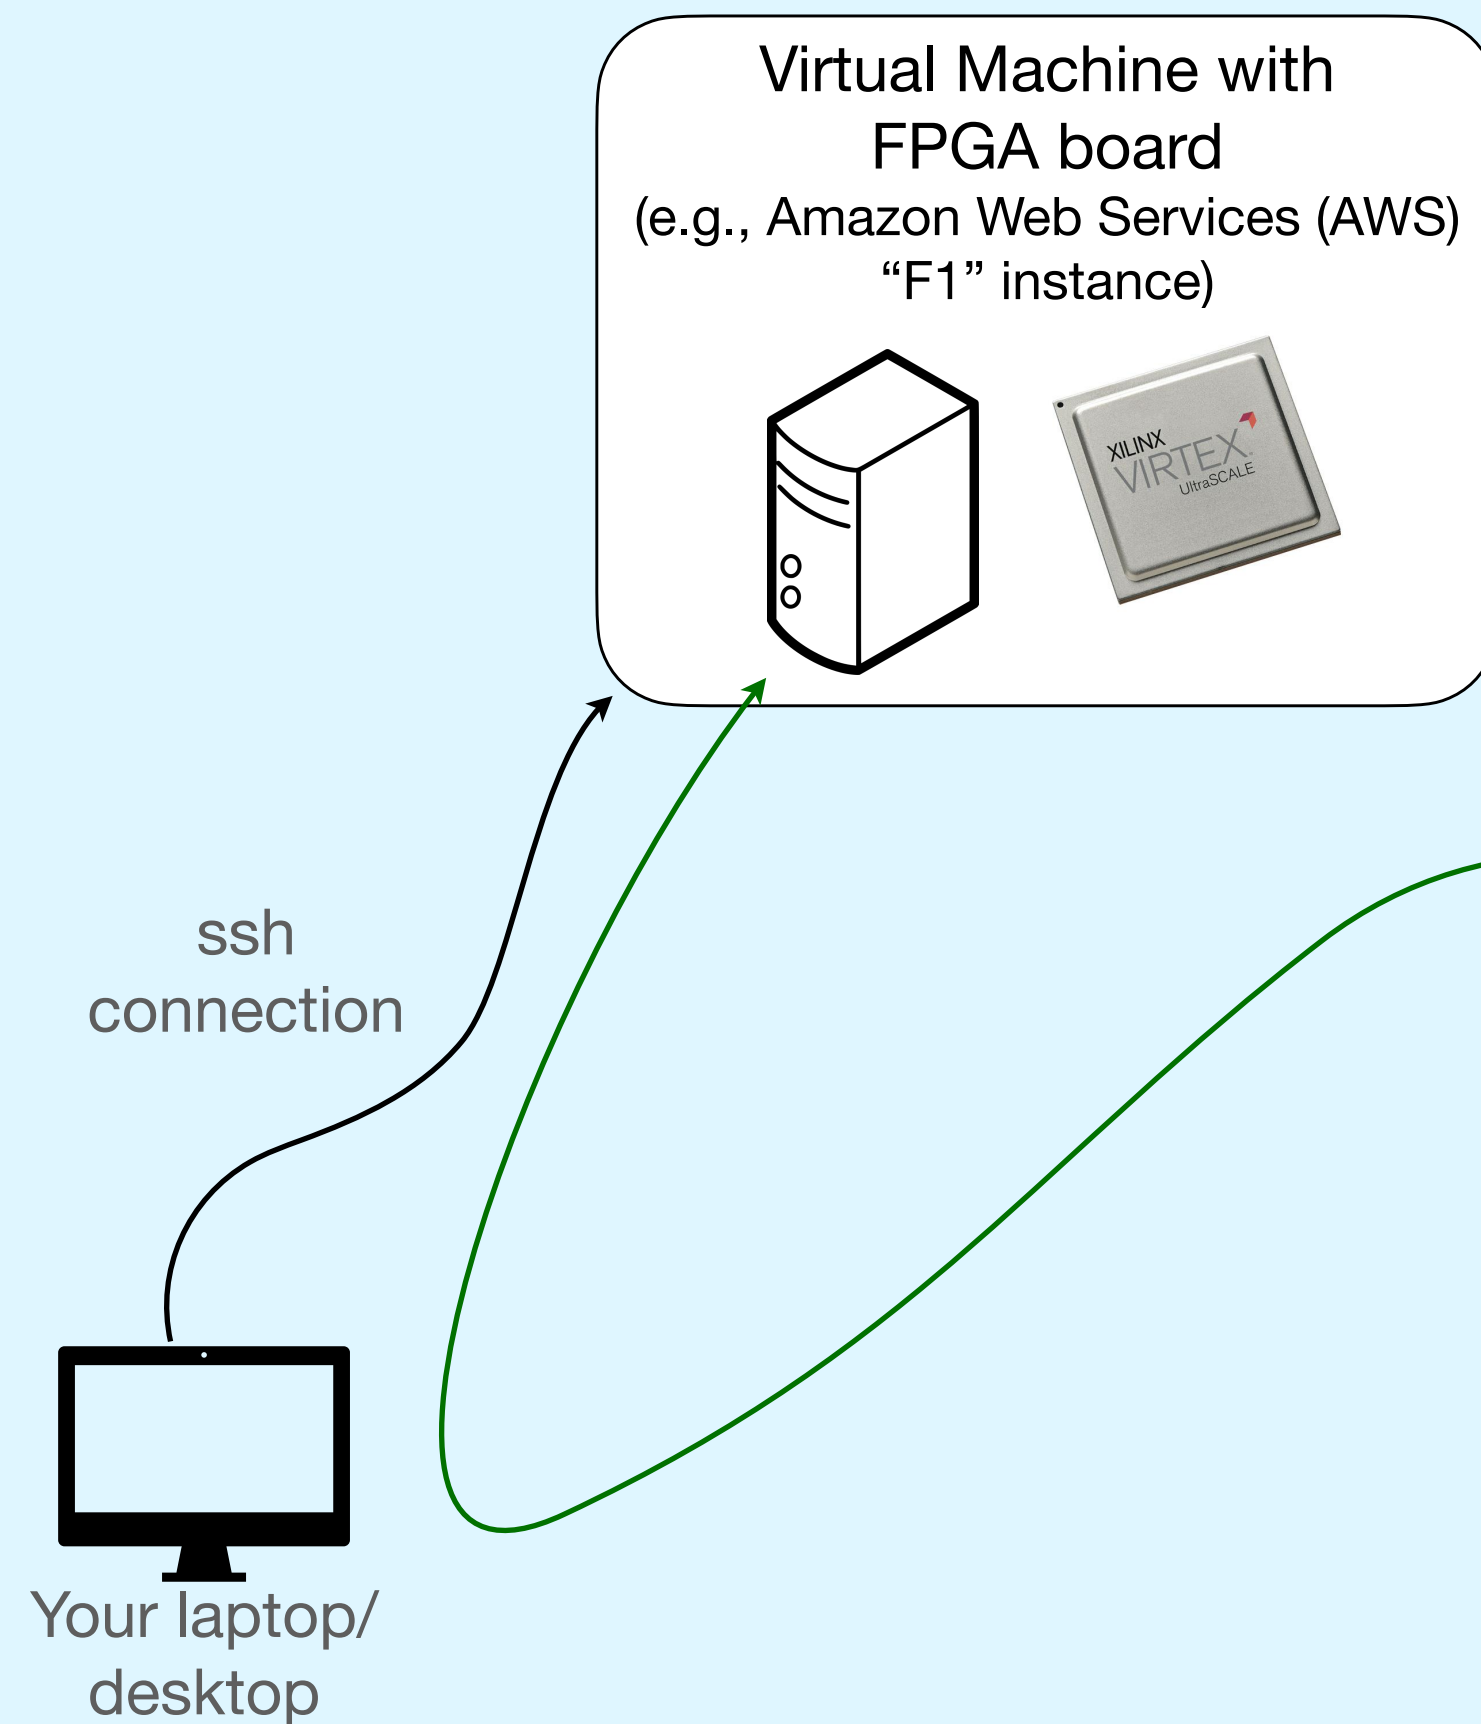 Virtual Machine with
FPGA board
(e.g., Amazon Web Services (AWS)
“F1” instance)
XILINX
VIRTEX
UltraSCALE
ssh
connection
Your laptop/
desktop